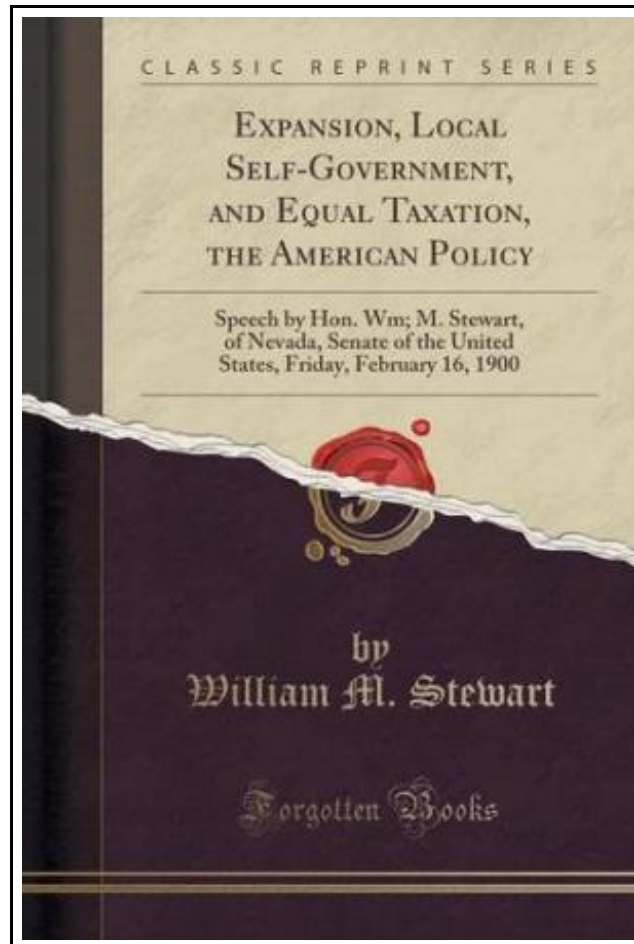 CLASSIC REPRINT SERIES
EXPANSION, LOCAL
SELF-GOVERNMENT,
AND EQUAL TAXATION,
THE AMERICAN POLICY
Speech by Hon. Wm; M. Stewart,
of Nevada, Senate of the United
States, Friday, February 16, 1900
by
William M. Stewart
Forgotten Books